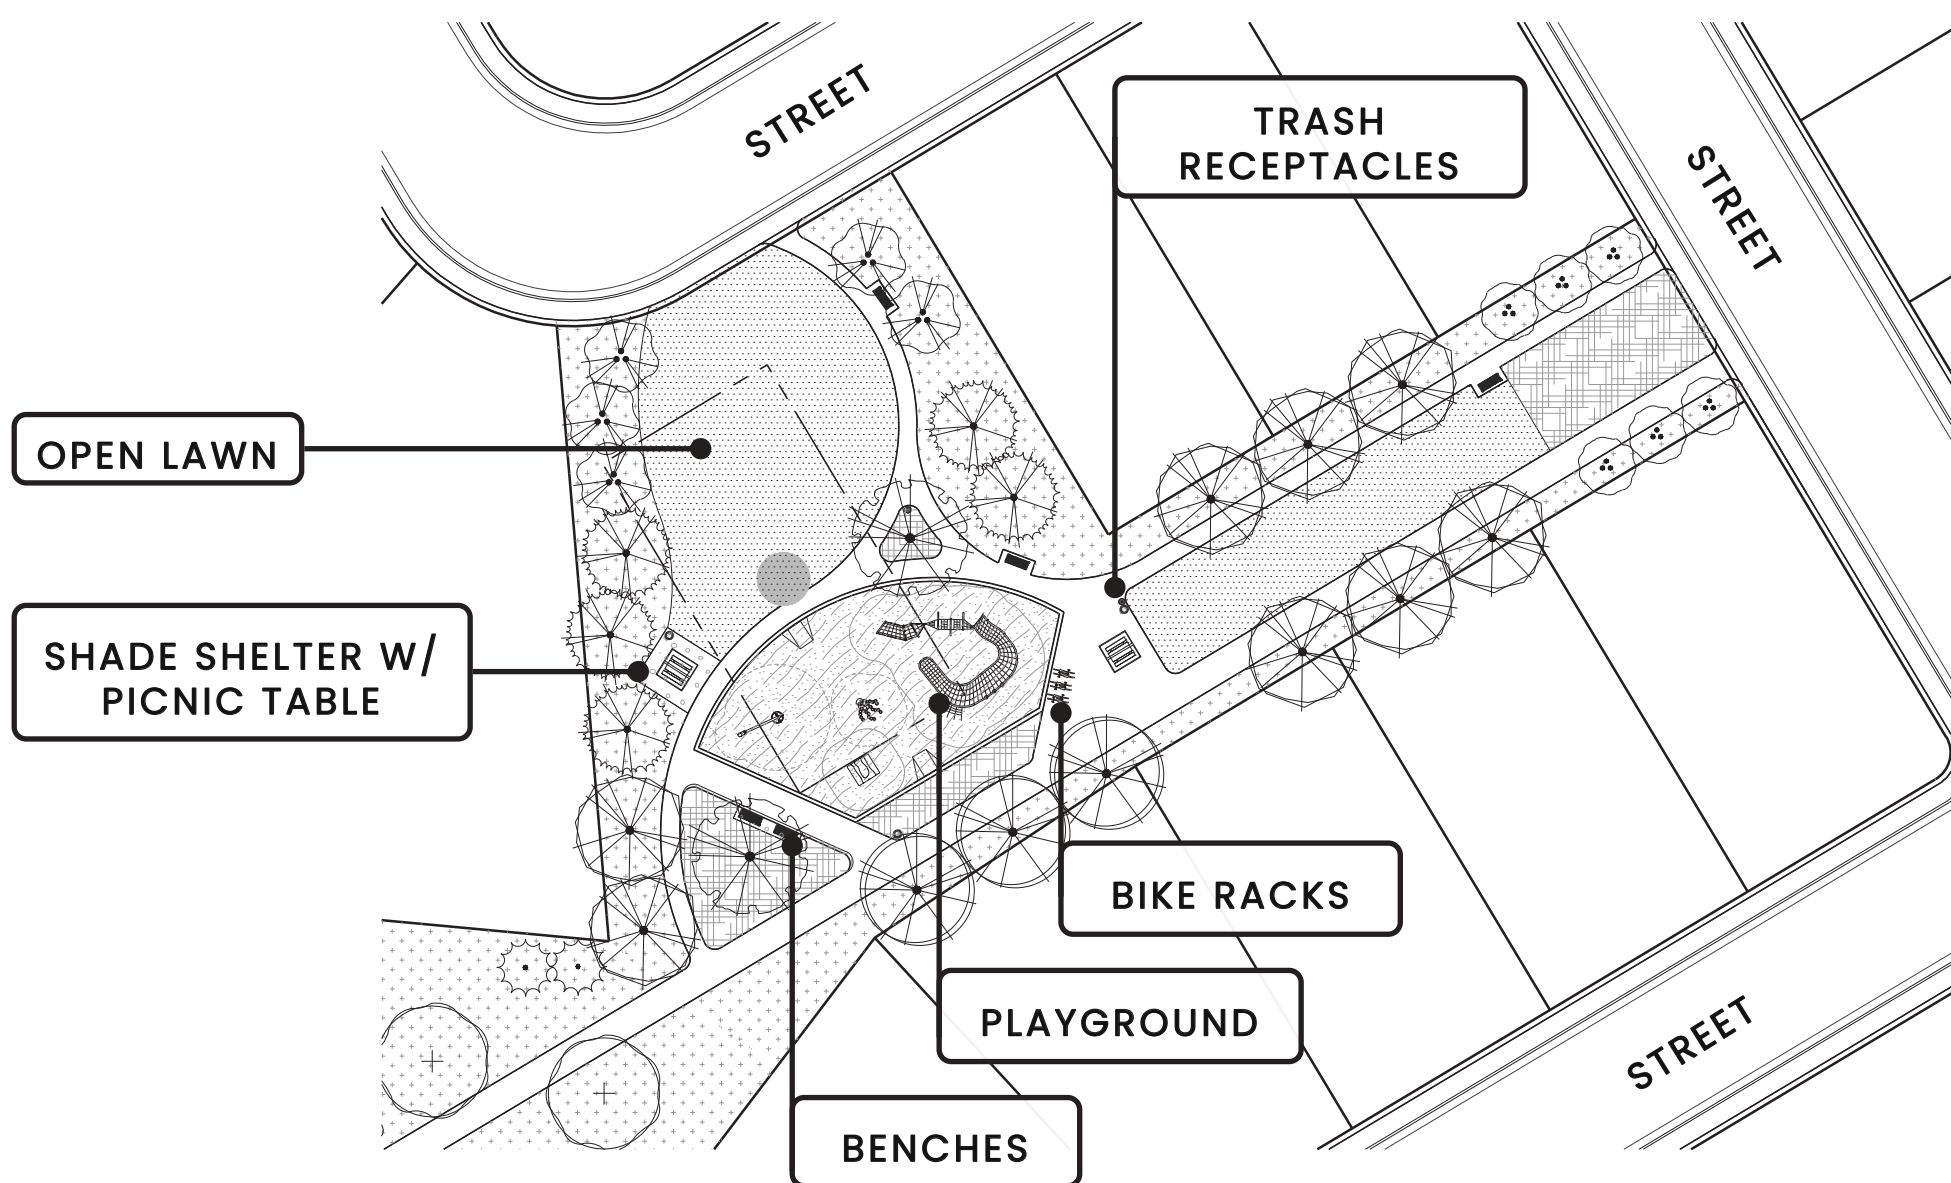 STREET
TRASH
RECEPTACLES
STREET
OPEN LAWN
SHADE SHELTER W/
PICNIC TABLE
BIKE RACKS
PLAYGROUND
STREET
BENCHES